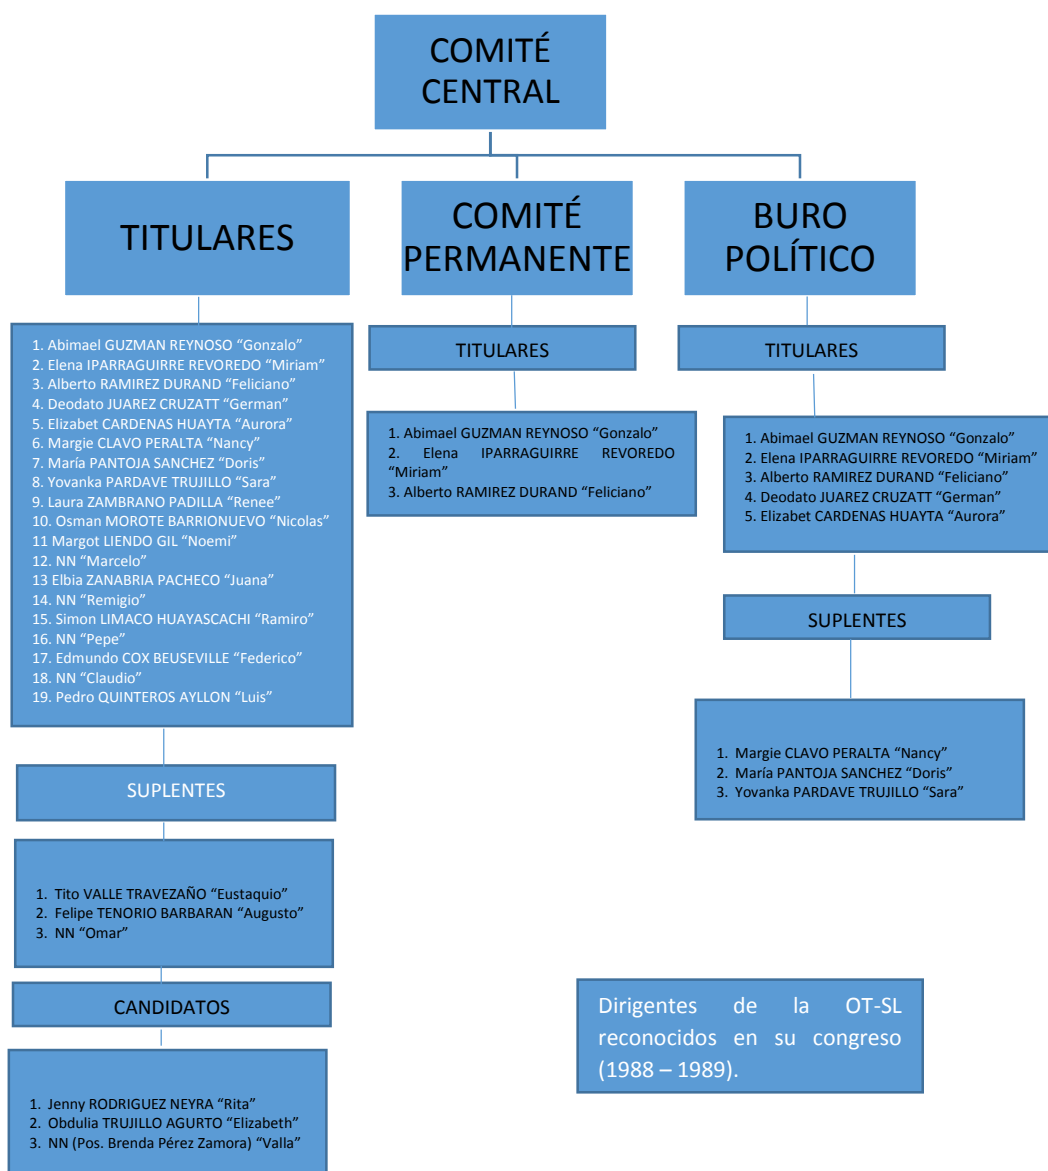 COMITÉ
CENTRAL
TITULARES
COMITÉ
PERMANENTE
BURO
POLÍTICO
1. Abimael GUZMAN REYNOSO “Gonzalo”
2. Elena IPARRAGUIRRE REVOREDO “Miriam”
3. Alberto RAMIREZ DURAND “Feliciano”
4. Deodato JUAREZ CRUZATT “German”
5. Elizabet CARDENAS HUAYTA “Aurora”
6. Margie CLAVO PERALTA “Nancy”
7. María PANTOJA SANCHEZ “Doris”
8. Yovanka PARDAVE TRUJILLO “Sara”
9. Laura ZAMBRANO PADILLA “Renee”
10. Osman MOROTE BARRIONUEVO “Nicolas”
11 Margot LIENDO GIL “Noemi”
12. NN “Marcelo”
13 Elbia ZANABRIA PACHECO “Juana”
14. NN “Remigio”
15. Simon LIMACO HUAYASCACHI “Ramiro”
16. NN “Pepe”
17. Edmundo COX BEUSEVILLE “Federico”
18. NN “Claudio”
19. Pedro QUINTEROS AYLLON “Luis”
SUPLENTES
1. Tito VALLE TRAVEZAÑO “Eustaquio”
2. Felipe TENORIO BARBARAN “Augusto”
3. NN “Omar”
CANDIDATOS
1. Jenny RODRIGUEZ NEYRA “Rita”
2. Obdulia TRUJILLO AGURTO “Elizabeth”
3. NN (Pos. Brenda Pérez Zamora) “Valla”
TITULARES
1. Abimael GUZMAN REYNOSO “Gonzalo”
2. Elena IPARRAGUIRRE REVOREDO
“Miriam”
3. Alberto RAMIREZ DURAND “Feliciano”
TITULARES
1. Abimael GUZMAN REYNOSO “Gonzalo”
2. Elena IPARRAGUIRRE REVOREDO “Miriam”
3. Alberto RAMIREZ DURAND “Feliciano”
4. Deodato JUAREZ CRUZATT “German”
5. Elizabet CARDENAS HUAYTA “Aurora”
SUPLENTES
1. Margie CLAVO PERALTA “Nancy”
2. María PANTOJA SANCHEZ “Doris”
3. Yovanka PARDAVE TRUJILLO “Sara”
Dirigentes de la OT-SL
reconocidos en su congreso
(1988 – 1989).